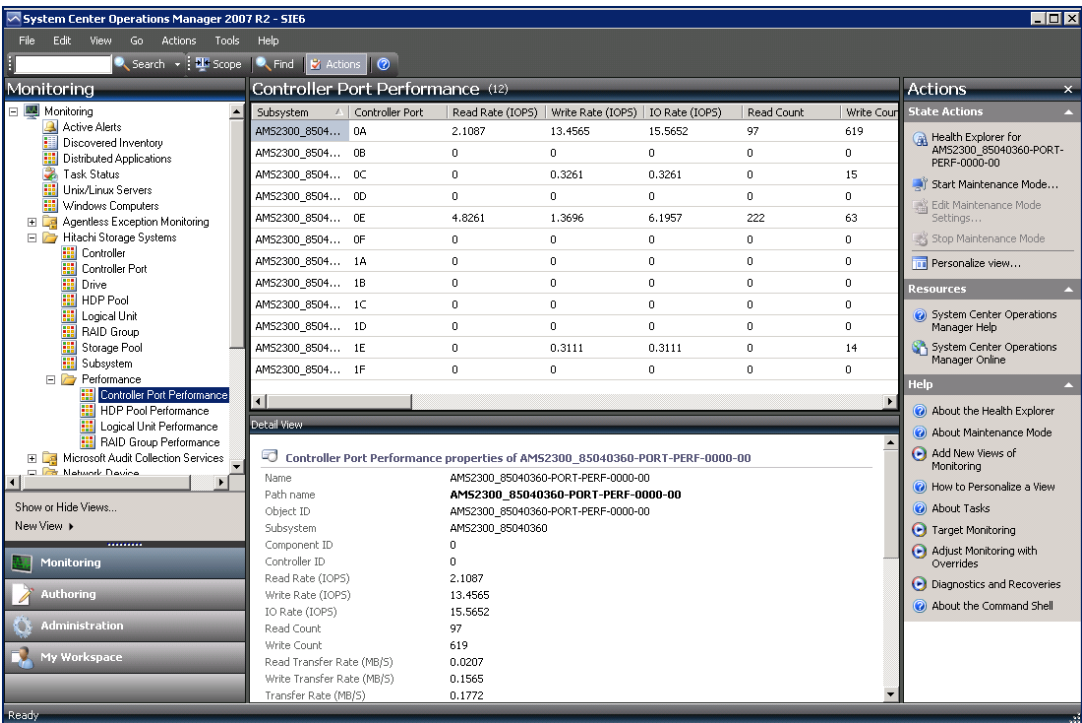 System Center Operations Manager 2007 R2 - SIE6
File Edit View Go Actions Tools Help
Search Scope Find Actions
Monitoring
Monitoring
Active Alerts
Discovered Inventory
Distributed Applications
Task Status
Unix/Linux Servers
Windows Computers
Agentless Exception Monitoring
Hitachi Storage Systems
Controller
Controller Port
Drive
HDP Pool
Logical Unit
RAID Group
Storage Pool
Subsystem
Performance
Controller Port Performance
HDP Pool Performance
Logical Unit Performance
RAID Group Performance
Microsoft Audit Collection Services
Network Device
Show or Hide Views...
New View
Monitoring
Authoring
Administration
My Workspace
Ready
Controller Port Performance (12)
Subsystem Controller Port Read Rate (IOPS) Write Rate (IOPS) IO Rate (IOPS) Read Count Write Coun
AMS2300_8504... 0A 2.1087 13.4565 15.5652 97 619
AMS2300_8504... 0B 0 0 0 0 0
AMS2300_8504... 0C 0 0.3261 0.3261 0 15
AMS2300_8504... 0D 0 0 0 0 0
AMS2300_8504... 0E 4.8261 1.3696 6.1957 222 63
AMS2300_8504... 0F 0 0 0 0 0
AMS2300_8504... 1A 0 0 0 0 0
AMS2300_8504... 1B 0 0 0 0 0
AMS2300_8504... 1C 0 0 0 0 0
AMS2300_8504... 1D 0 0 0 0 0
AMS2300_8504... 1E 0 0.3111 0.3111 0 14
AMS2300_8504... 1F 0 0 0 0 0
Detail View
Controller Port Performance properties of AMS2300_85040360-PORT-PERF-0000-00
Name AMS2300_85040360-PORT-PERF-0000-00
Path name AMS2300_85040360-PORT-PERF-0000-00
Object ID AMS2300_85040360-PORT-PERF-0000-00
Subsystem AMS2300_85040360
Component ID 0
Controller ID 0
Read Rate (IOPS) 2.1087
Write Rate (IOPS) 13.4565
IO Rate (IOPS) 15.5652
Read Count 97
Write Count 619
Read Transfer Rate (MB/S) 0.0207
Write Transfer Rate (MB/S) 0.1565
Transfer Rate (MB/S) 0.1772
Actions
State Actions
Health Explorer for
AMS2300_85040360-PORT-
PERF-0000-00
Start Maintenance Mode...
Edit Maintenance Mode
Settings...
Stop Maintenance Mode
Personalize view...
Resources
System Center Operations
Manager Help
System Center Operations
Manager Online
Help
About the Health Explorer
About Maintenance Mode
Add New Views of
Monitoring
How to Personalize a View
About Tasks
Target Monitoring
Adjust Monitoring with
Overrides
Diagnostics and Recoveries
About the Command Shell